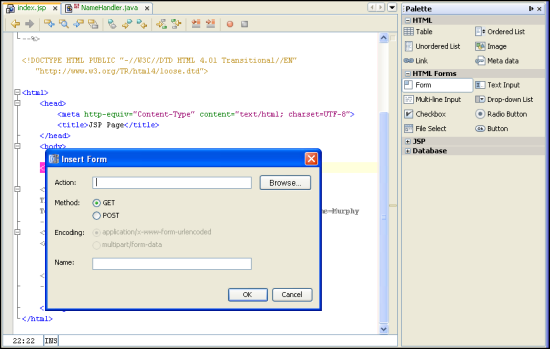 index.jsp NameHandler.java
--%>
<!DOCTYPE HTML PUBLIC "-//W3C//DTD HTML 4.01 Transitional//EN"
"http://www.w3.org/TR/html4/loose.dtd">
<html>
<head>
<meta http-equiv="Content-Type" content="text/html; charset=UTF-8">
<title>JSP Page</title>
</head>
<body>
Insert Form
Action:
Browse...
Method:
GET
POST
Encoding:
application/x-www-form-urlencoded
multipart/form-data
Name:
OK
Cancel
</html>
22:22 INS
Palette
HTML
Table
Ordered List
Unordered List
Image
Link
Meta data
HTML Forms
Form
Text Input
Multi-line Input
Drop-down List
Checkbox
Radio Button
File Select
Button
JSP
Database